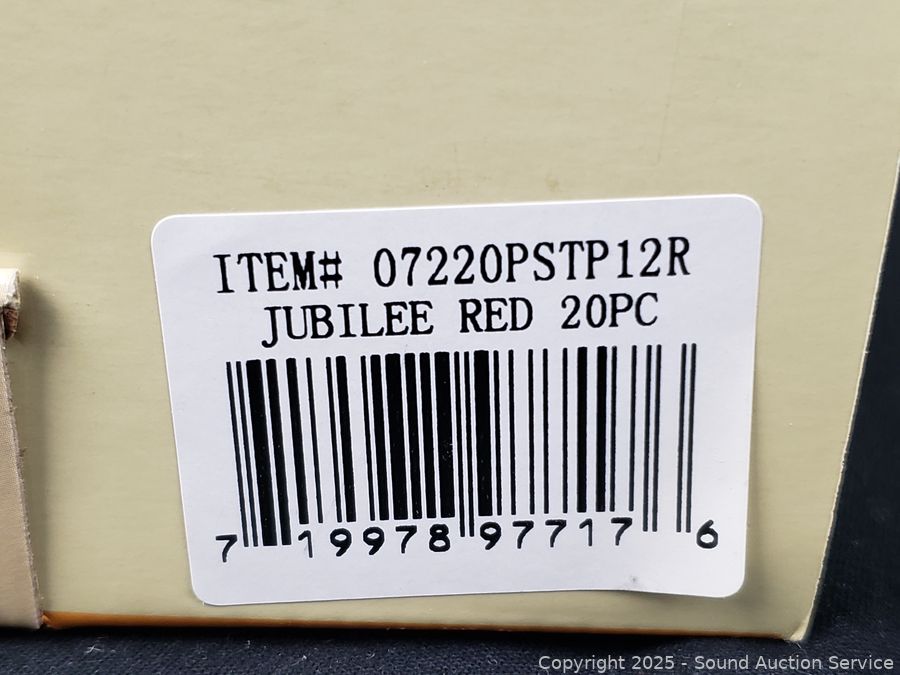 ITEM# 07220PSTP12R
JUBILEE RED 20PC
7 19978 97717 6
Copyright 2025 - Sound Auction Service